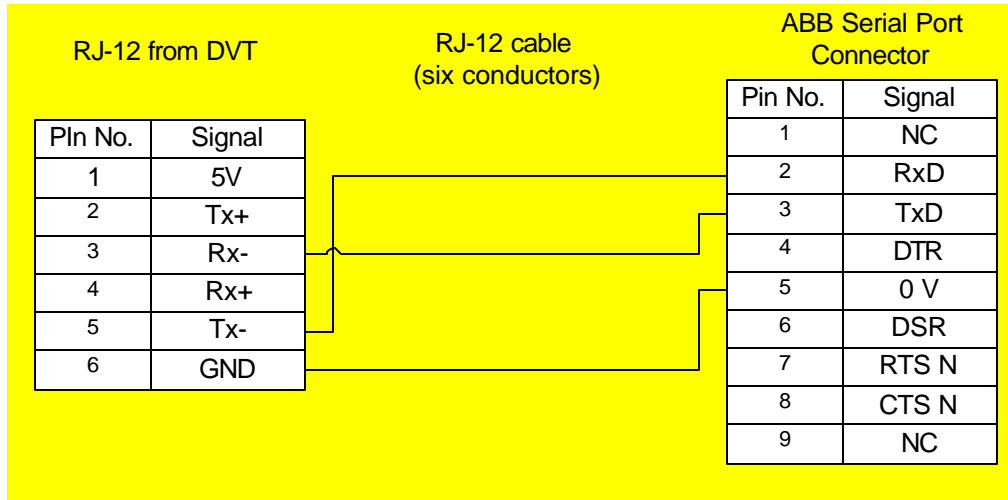 RJ-12 from DVT
RJ-12 cable
(six conductors)
ABB Serial Port
Connector
PIn No. Signal
1 5V
2 Tx+
3 Rx-
4 Rx+
5 Tx-
6 GND
Pin No. Signal
1 NC
2 RxD
3 TxD
4 DTR
5 0 V
6 DSR
7 RTS N
8 CTS N
9 NC